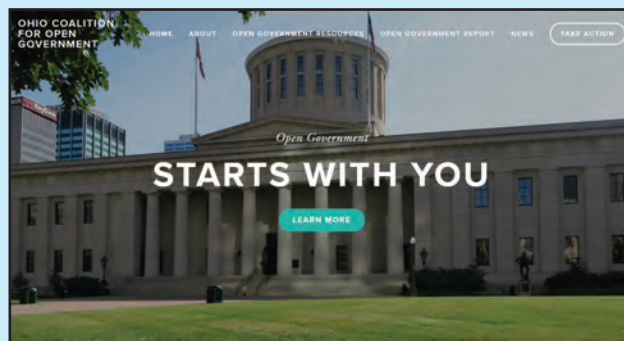 OHIO COALITION
FOR OPEN
GOVERNMENT
HOME ABOUT OPEN GOVERNMENT RESOURCES OPEN GOVERNMENT REPORT NEWS TAKE ACTION
Open Government
STARTS WITH YOU
LEARN MORE